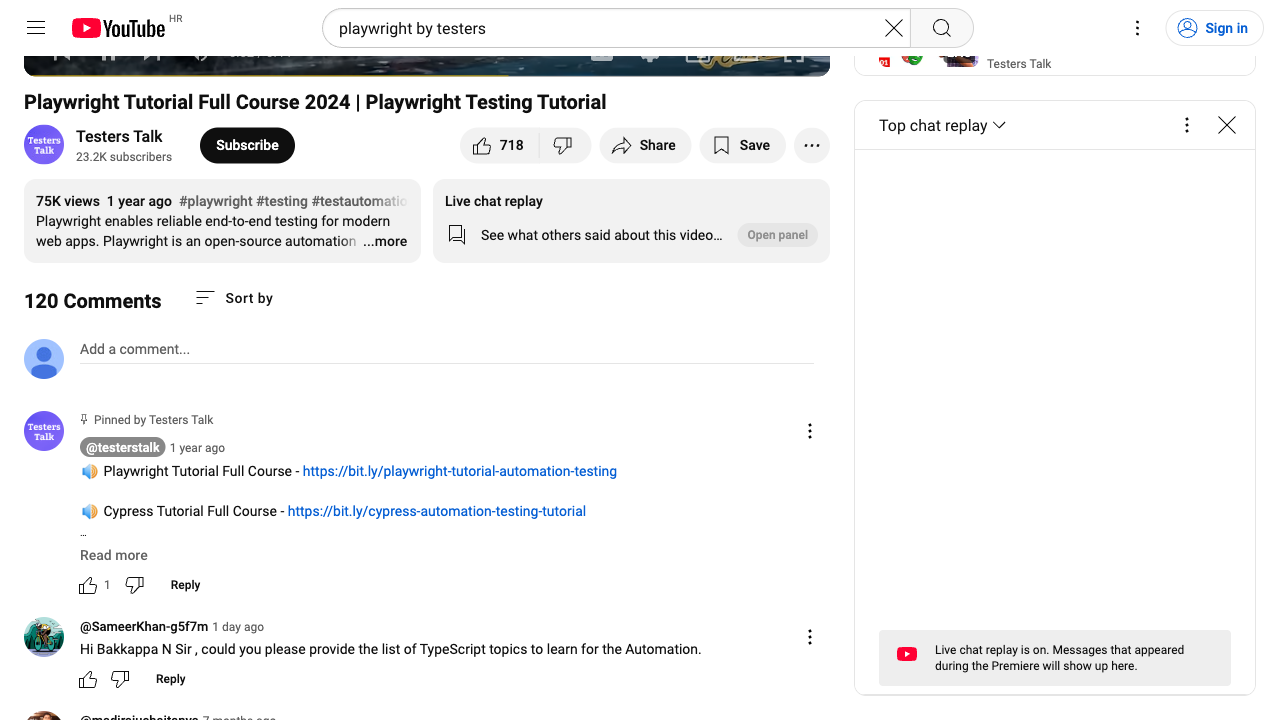 YouTube HR
playwright by testers
Sign in
Testers Talk
Playwright Tutorial Full Course 2024 | Playwright Testing Tutorial
Testers Talk
Testers Talk
23.2K subscribers
Subscribe
718
Share
Save
75K views 1 year ago #playwright #testing #testautomatio
Playwright enables reliable end-to-end testing for modern
web apps. Playwright is an open-source automation ...more
Live chat replay
See what others said about this video...
Open panel
Top chat replay
120 Comments
Sort by
Add a comment...
Testers Talk
Pinned by Testers Talk
@testerstalk 1 year ago
Playwright Tutorial Full Course - https://bit.ly/playwright-tutorial-automation-testing
Cypress Tutorial Full Course - https://bit.ly/cypress-automation-testing-tutorial
...
Read more
1
Reply
@SameerKhan-g5f7m 1 day ago
Hi Bakkappa N Sir , could you please provide the list of TypeScript topics to learn for the Automation.
Reply
Live chat replay is on. Messages that appeared
during the Premiere will show up here.